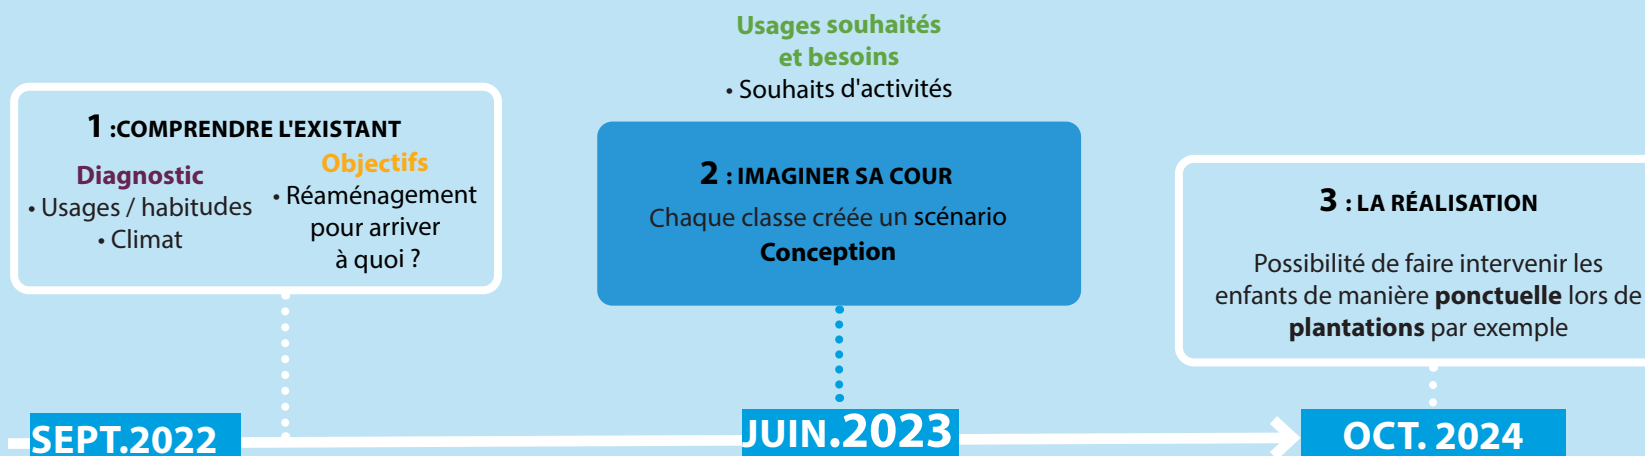 1 :COMPRENDRE L'EXISTANT
Diagnostic
• Usages / habitudes
• Climat
Objectifs
• Réaménagement
pour arriver
à quoi ?
Usages souhaités
et besoins
• Souhaits d'activités
2 : IMAGINER SA COUR
Chaque classe créée un scénario
Conception
3 : LA RÉALISATION
Possibilité de faire intervenir les
enfants de manière ponctuelle lors de
plantations par exemple
SEPT.2022
JUIN.2023
OCT. 2024